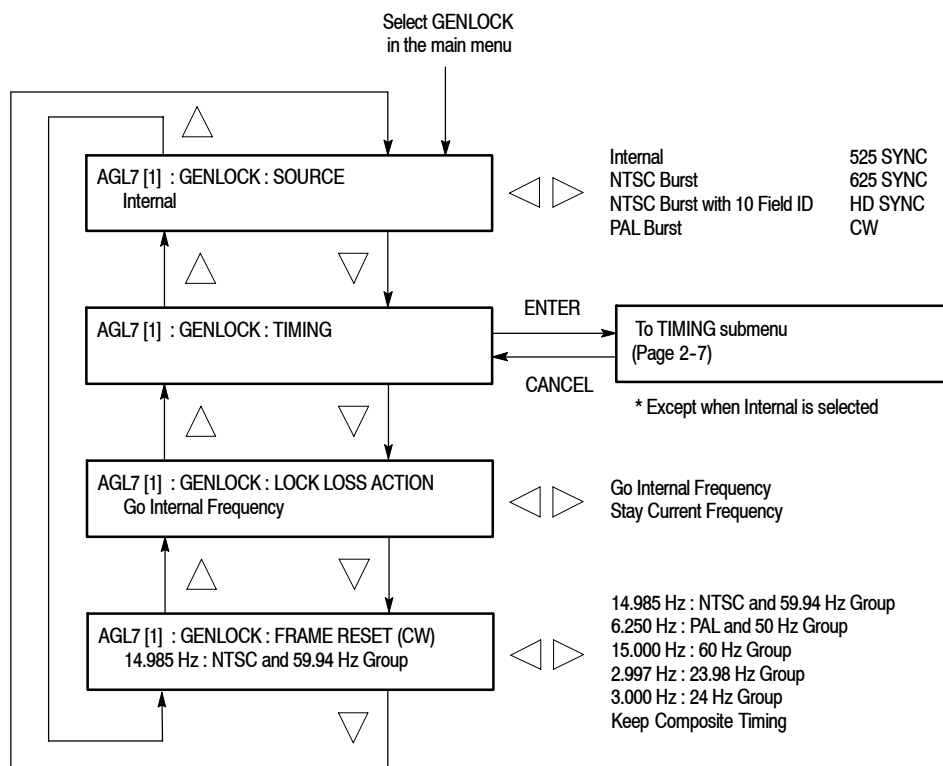 Select GENLOCK
in the main menu
AGL7 [1] : GENLOCK : SOURCE
Internal
Internal 525 SYNC
NTSC Burst 625 SYNC
NTSC Burst with 10 Field ID HD SYNC
PAL Burst CW
AGL7 [1] : GENLOCK : TIMING
ENTER
CANCEL
To TIMING submenu
(Page 2-7)
* Except when Internal is selected
AGL7 [1] : GENLOCK : LOCK LOSS ACTION
Go Internal Frequency
Go Internal Frequency
Stay Current Frequency
AGL7 [1] : GENLOCK : FRAME RESET (CW)
14.985 Hz : NTSC and 59.94 Hz Group
14.985 Hz : NTSC and 59.94 Hz Group
6.250 Hz : PAL and 50 Hz Group
15.000 Hz : 60 Hz Group
2.997 Hz : 23.98 Hz Group
3.000 Hz : 24 Hz Group
Keep Composite Timing